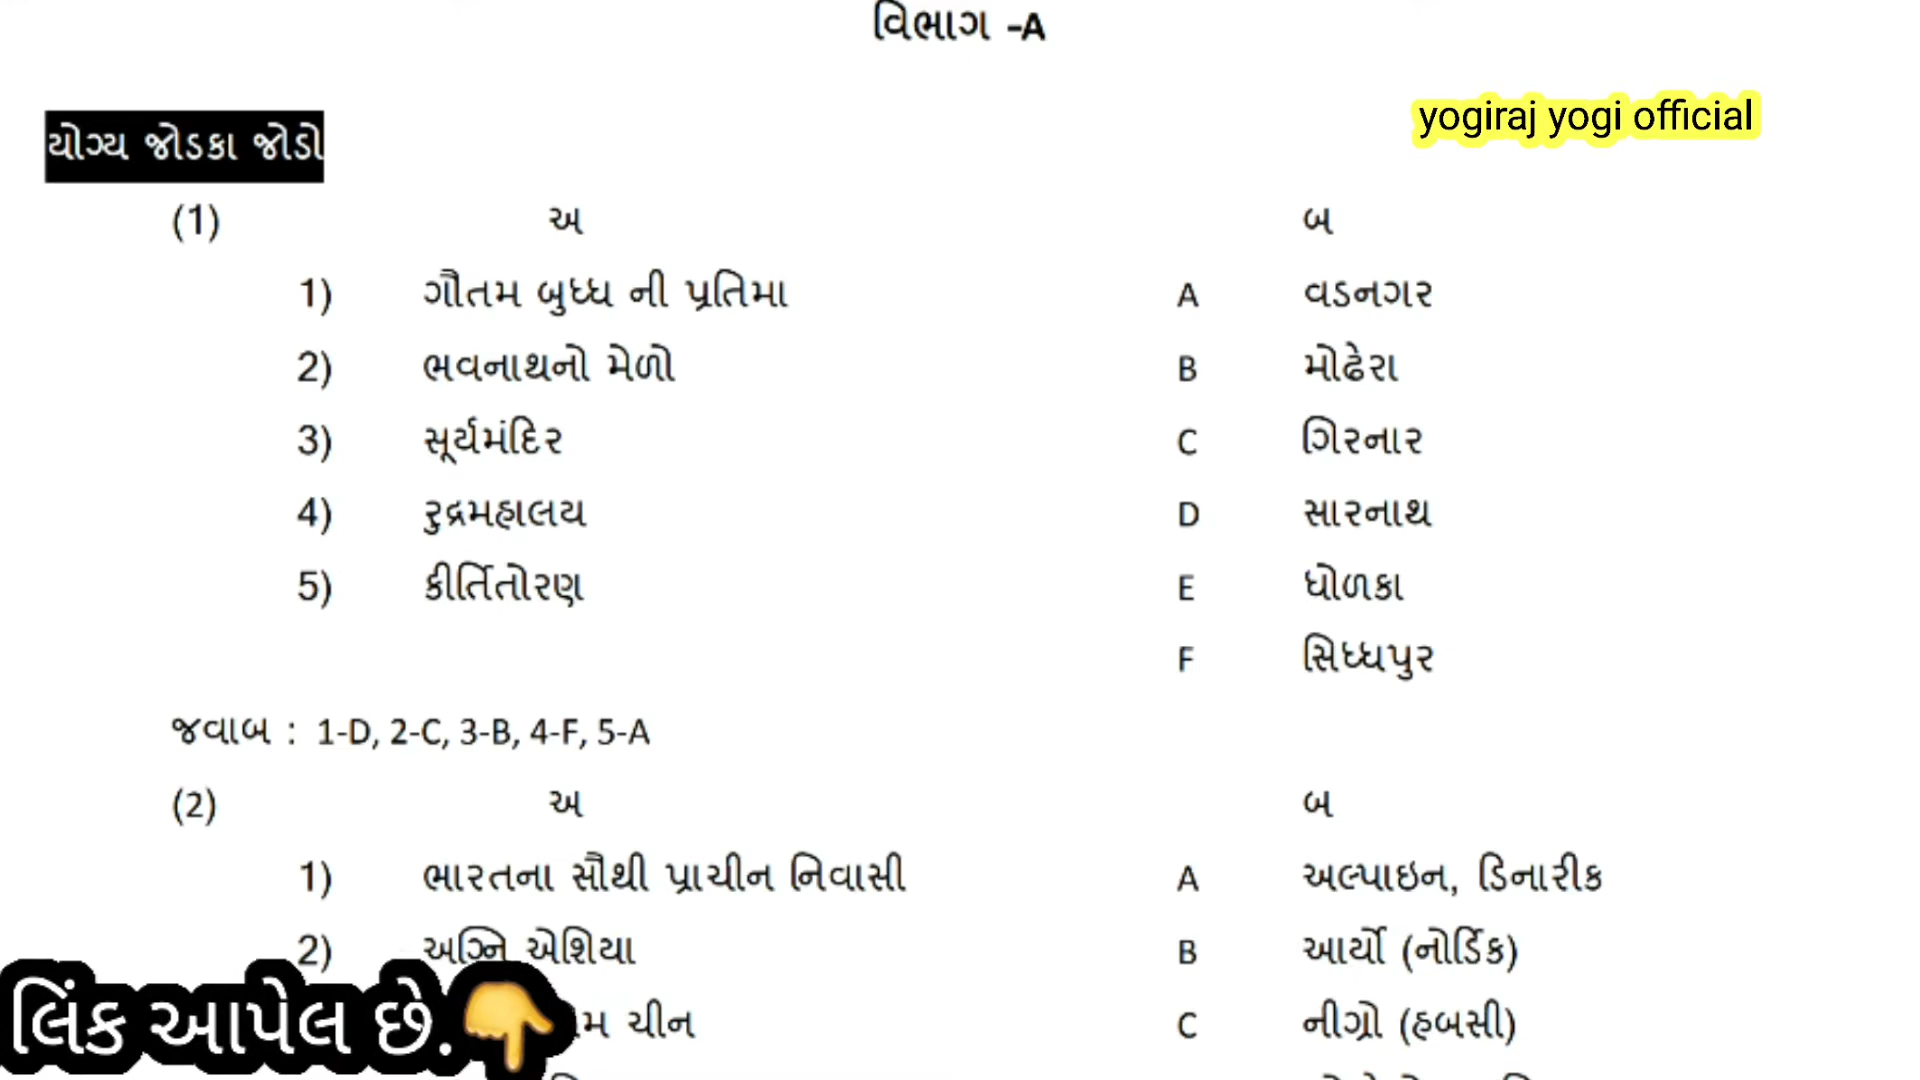 વિભાગ -A
yogiraj yogi official
યોગ્ય જોડકા જોડો
(1) અ બ
1) ગૌતમ બુધ્ધ ની પ્રતિમા A વડનગર
2) ભવનાથનો મેળો B મોઢેરા
3) સૂર્યમંદિર C ગિરનાર
4) રુદ્રમહાલય D સારનાથ
5) કીર્તિતોરણ E ધોળકા
F સિધ્ધપુર
જવાબ : 1-D, 2-C, 3-B, 4-F, 5-A
(2) અ બ
1) ભારતના સૌથી પ્રાચીન નિવાસી A અલ્પાઇન, ડિનારીક
2) અગ્નિ એશિયા B આર્યો (નોર્ડિક)
ચીન C નીગ્રો (હબસી)
લિંક આપેલ છે.